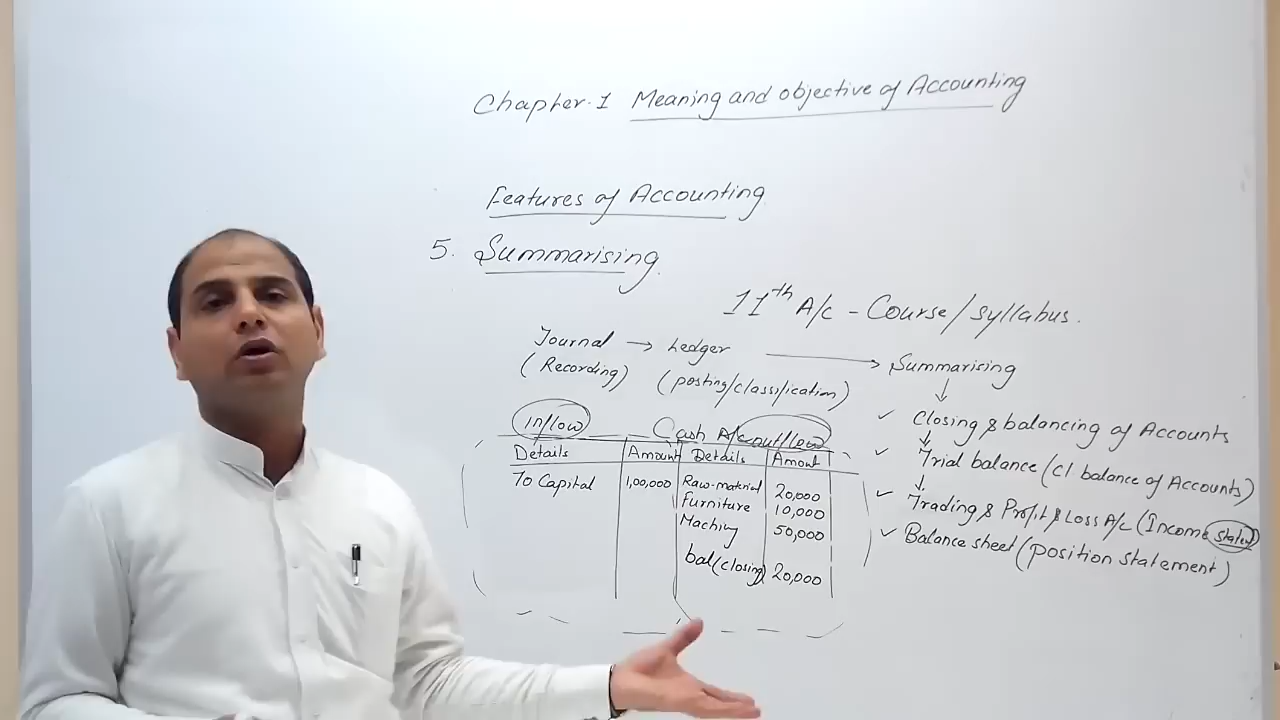 Chapter.1 Meaning and objective of Accounting
Features of Accounting
5. Summarising
11th A/c - Course/syllabus.
Journal → Ledger → Summarising
(Recording) (posting/classification)
Closing & balancing of Accounts
Trial balance (cl. balance of Accounts)
Trading & Profit & Loss A/c (Income
Balance sheet (position statement)
inflow Cash A/c outflow
Details Amount Details Amount
To Capital 1,00,000 Raw-material 20,000
Furniture 10,000
50,000
bal (closing) 20,000